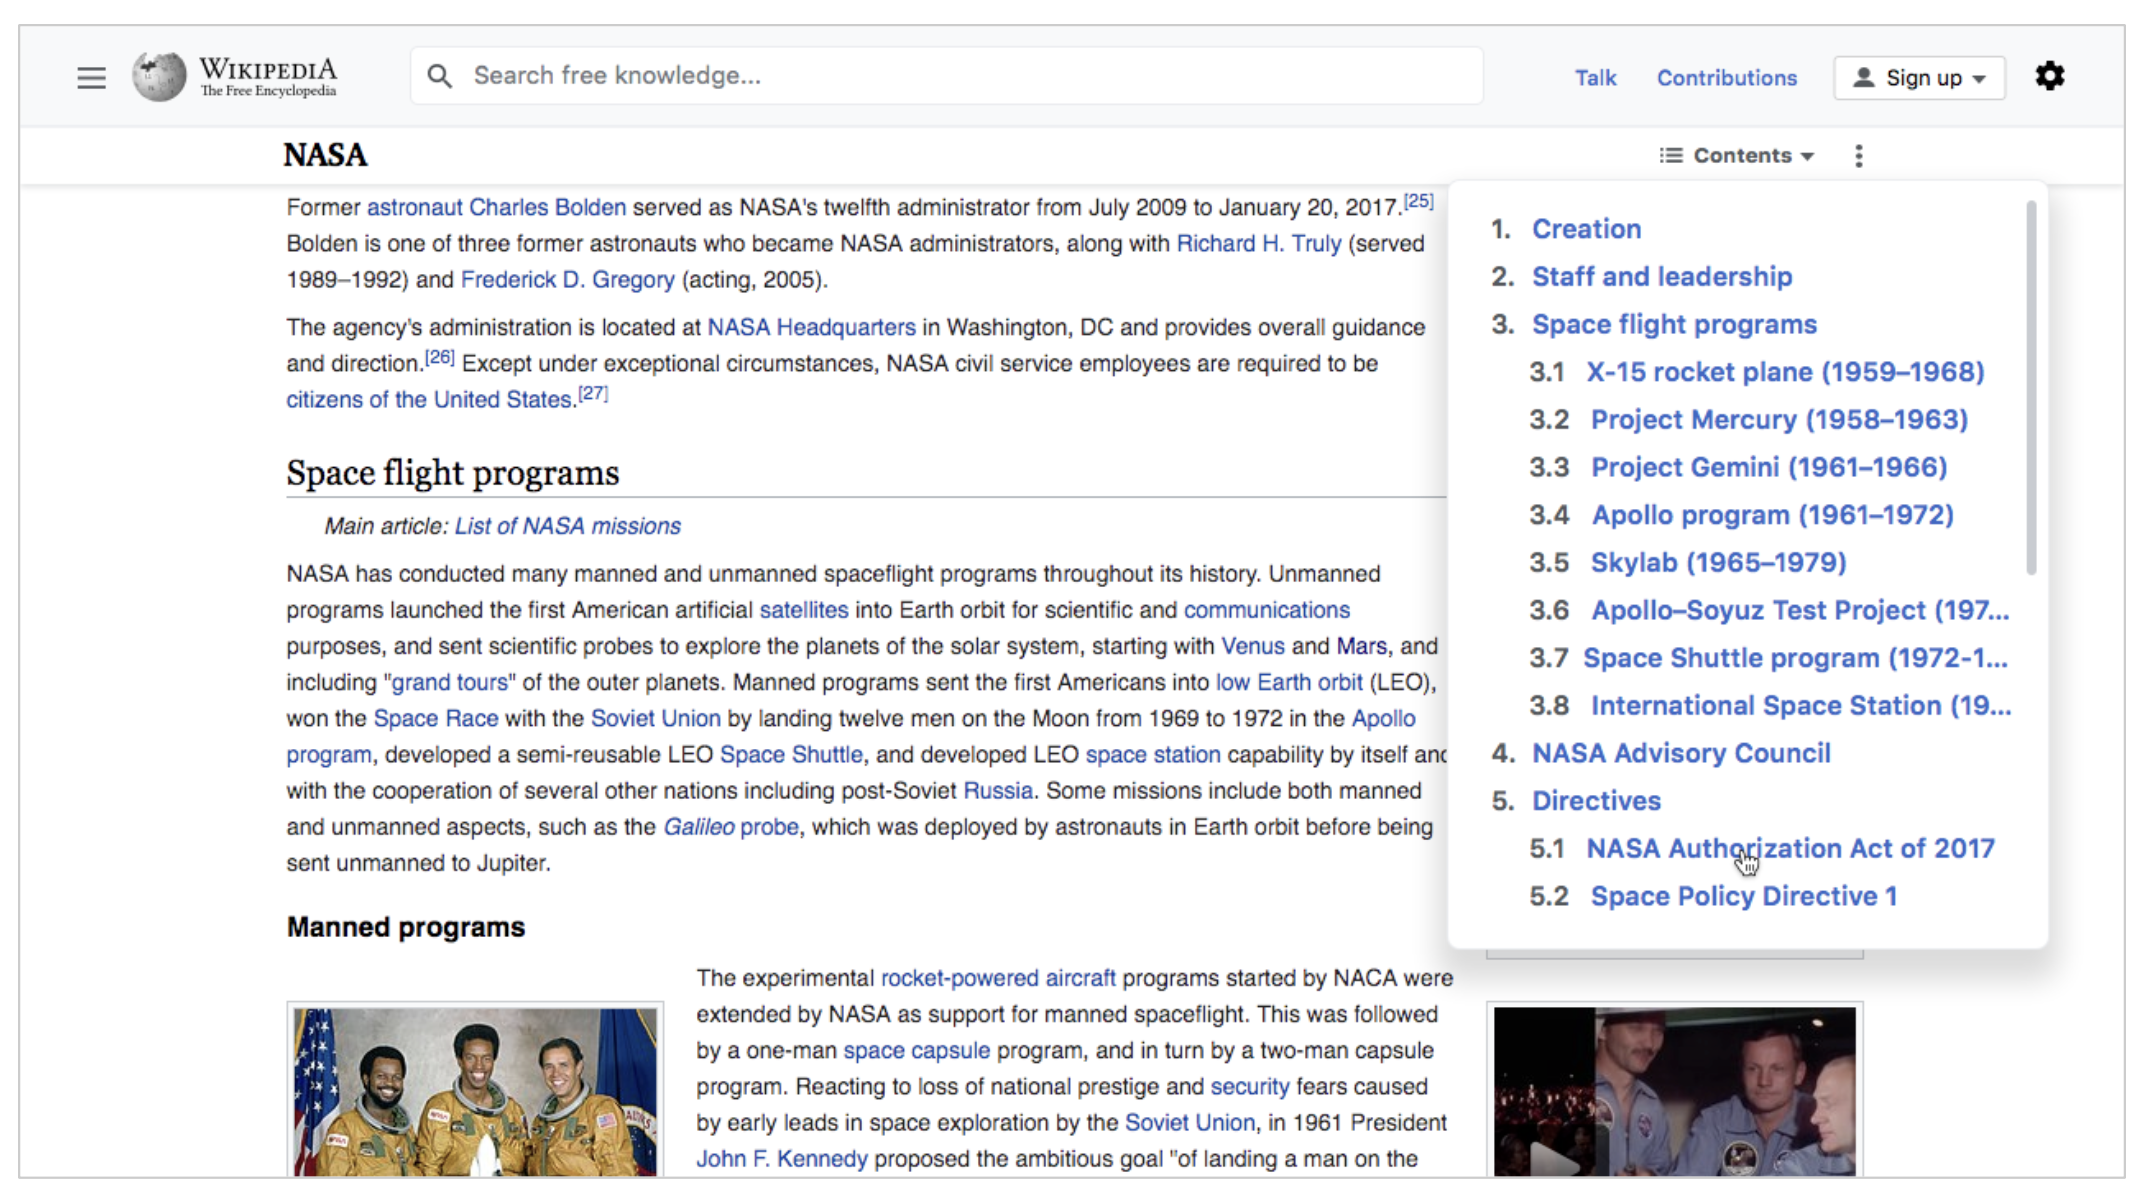 WIKIPEDIA
The Free Encyclopedia
Search free knowledge...
Talk
Contributions
Sign up
NASA
Contents
Former astronaut Charles Bolden served as NASA's twelfth administrator from July 2009 to January 20, 2017.[25]
Bolden is one of three former astronauts who became NASA administrators, along with Richard H. Truly (served
1989–1992) and Frederick D. Gregory (acting, 2005).
The agency's administration is located at NASA Headquarters in Washington, DC and provides overall guidance
and direction.[26] Except under exceptional circumstances, NASA civil service employees are required to be
citizens of the United States.[27]
Space flight programs
Main article: List of NASA missions
NASA has conducted many manned and unmanned spaceflight programs throughout its history. Unmanned
programs launched the first American artificial satellites into Earth orbit for scientific and communications
purposes, and sent scientific probes to explore the planets of the solar system, starting with Venus and Mars, and
including "grand tours" of the outer planets. Manned programs sent the first Americans into low Earth orbit (LEO),
won the Space Race with the Soviet Union by landing twelve men on the Moon from 1969 to 1972 in the Apollo
program, developed a semi-reusable LEO Space Shuttle, and developed LEO space station capability by itself and
with the cooperation of several other nations including post-Soviet Russia. Some missions include both manned
and unmanned aspects, such as the Galileo probe, which was deployed by astronauts in Earth orbit before being
sent unmanned to Jupiter.
Manned programs
The experimental rocket-powered aircraft programs started by NACA were
extended by NASA as support for manned spaceflight. This was followed
by a one-man space capsule program, and in turn by a two-man capsule
program. Reacting to loss of national prestige and security fears caused
by early leads in space exploration by the Soviet Union, in 1961 President
John F. Kennedy proposed the ambitious goal "of landing a man on the
1. Creation
2. Staff and leadership
3. Space flight programs
3.1 X-15 rocket plane (1959–1968)
3.2 Project Mercury (1958–1963)
3.3 Project Gemini (1961–1966)
3.4 Apollo program (1961–1972)
3.5 Skylab (1965–1979)
3.6 Apollo–Soyuz Test Project (197...
3.7 Space Shuttle program (1972-1...
3.8 International Space Station (19...
4. NASA Advisory Council
5. Directives
5.1 NASA Authorization Act of 2017
5.2 Space Policy Directive 1